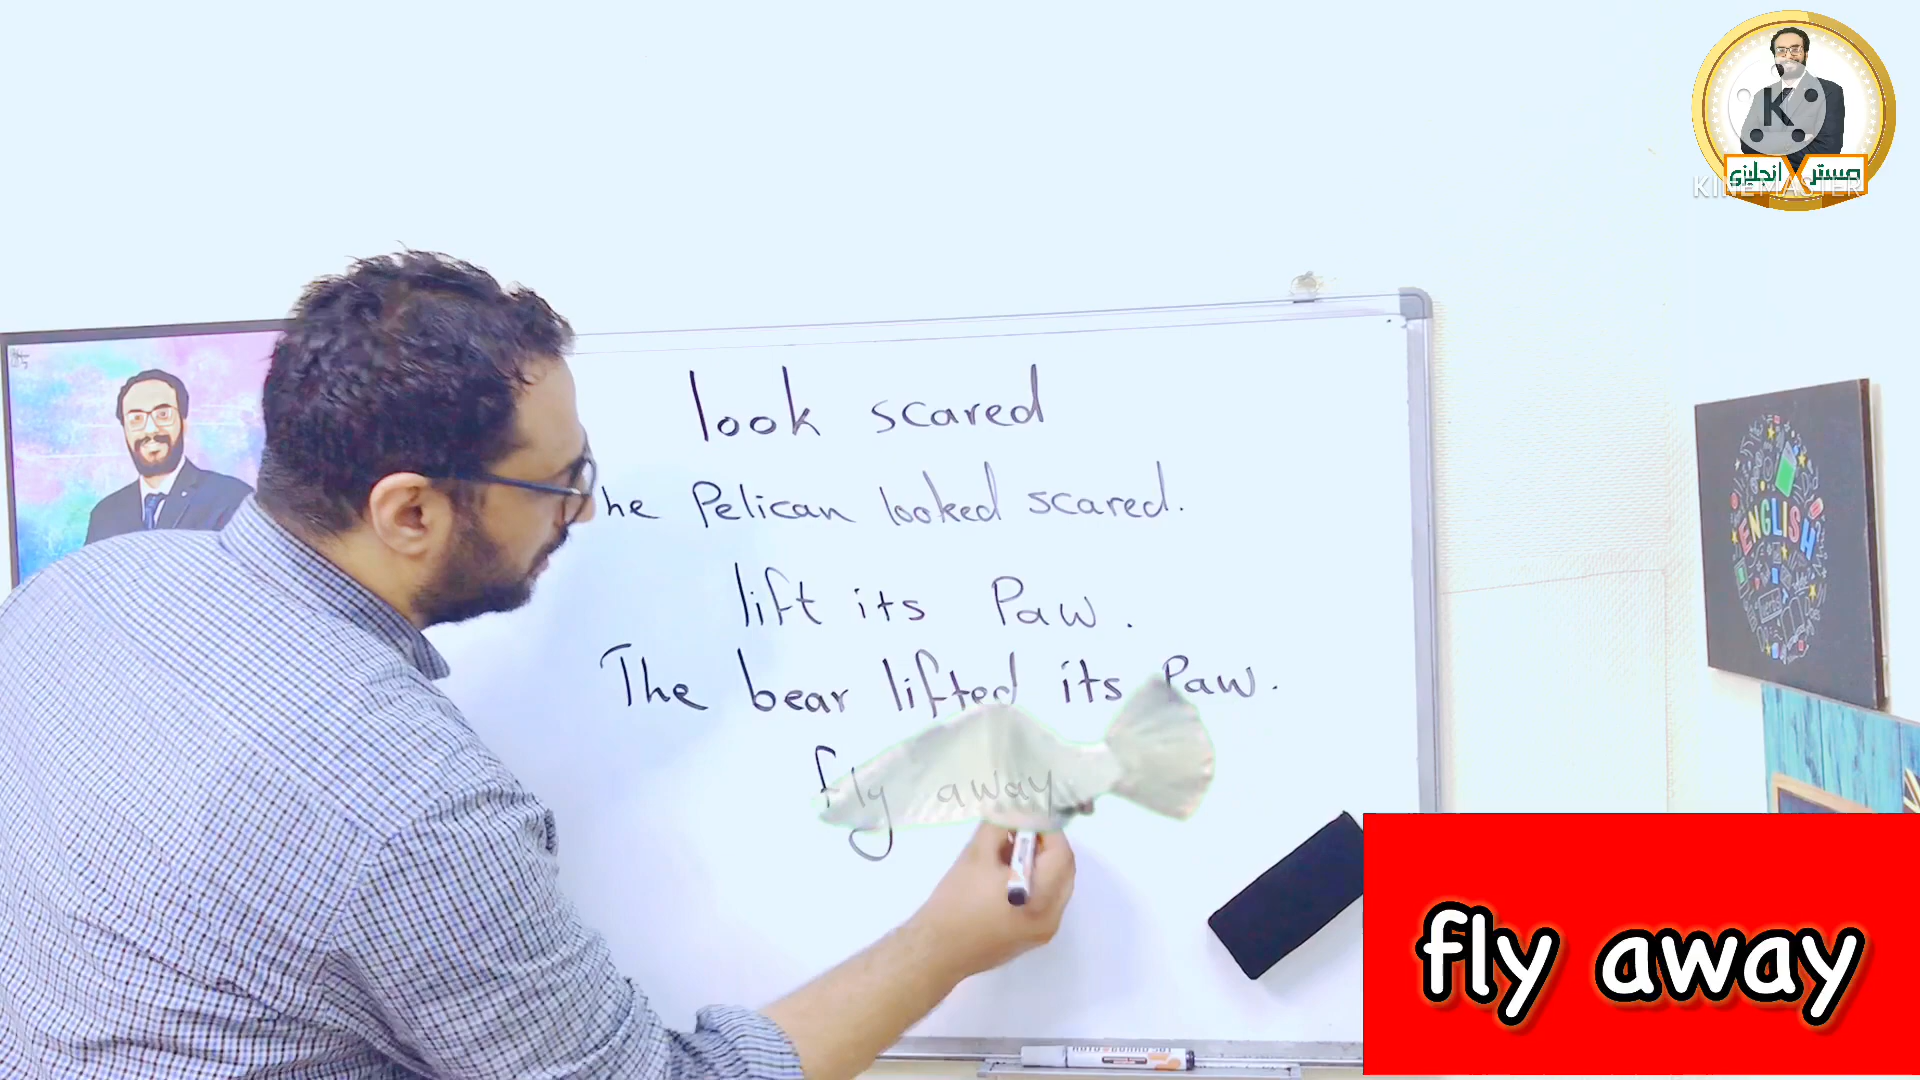 مستر X انجليزي
KINEMASTER
K
look scared
he Pelican looked scared.
lift its Paw.
The bear lifted its Paw.
fly away
ENGLISH
fly away